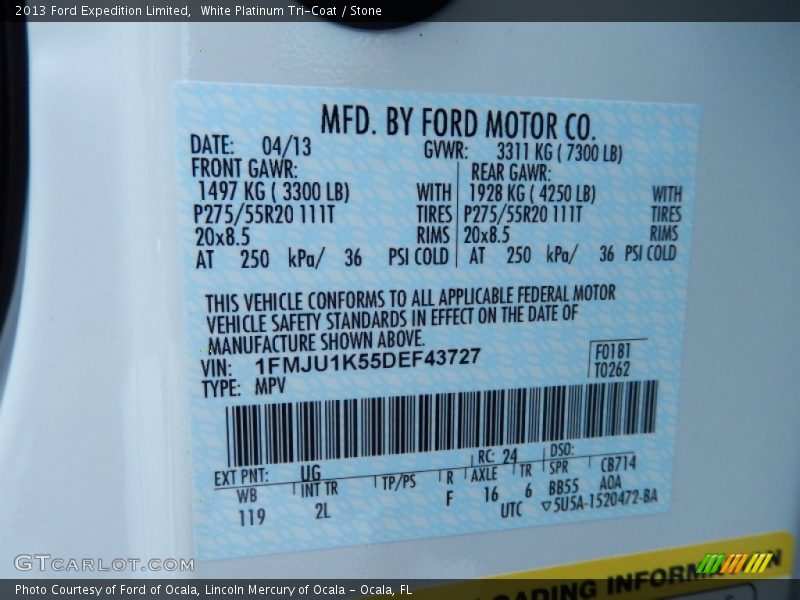 2013 Ford Expedition Limited,  White Platinum Tri-Coat / Stone
MFD. BY FORD MOTOR CO.
DATE: 04/13 GVWR: 3311 KG ( 7300 LB)
FRONT GAWR: REAR GAWR:
1497 KG ( 3300 LB) WITH 1928 KG ( 4250 LB) WITH
P275/55R20 111T TIRES P275/55R20 111T TIRES
20x8.5 RIMS 20x8.5 RIMS
AT 250 kPa/ 36 PSI COLD AT 250 kPa/ 36 PSI COLD
THIS VEHICLE CONFORMS TO ALL APPLICABLE FEDERAL MOTOR
VEHICLE SAFETY STANDARDS IN EFFECT ON THE DATE OF
MANUFACTURE SHOWN ABOVE.
VIN: 1FMJU1K55DEF43727 F0181
TYPE: MPV T0262
EXT PNT: UG RC: 24 DSO:
WB INT TR TP/PS R AXLE TR SPR CB714
119 2L F 16 6 BB55 A0A
UTC ▽5U5A-1520472-BA
LOADING INFORMATION
GTCARLOT.COM
Photo Courtesy of Ford of Ocala, Lincoln Mercury of Ocala - Ocala, FL